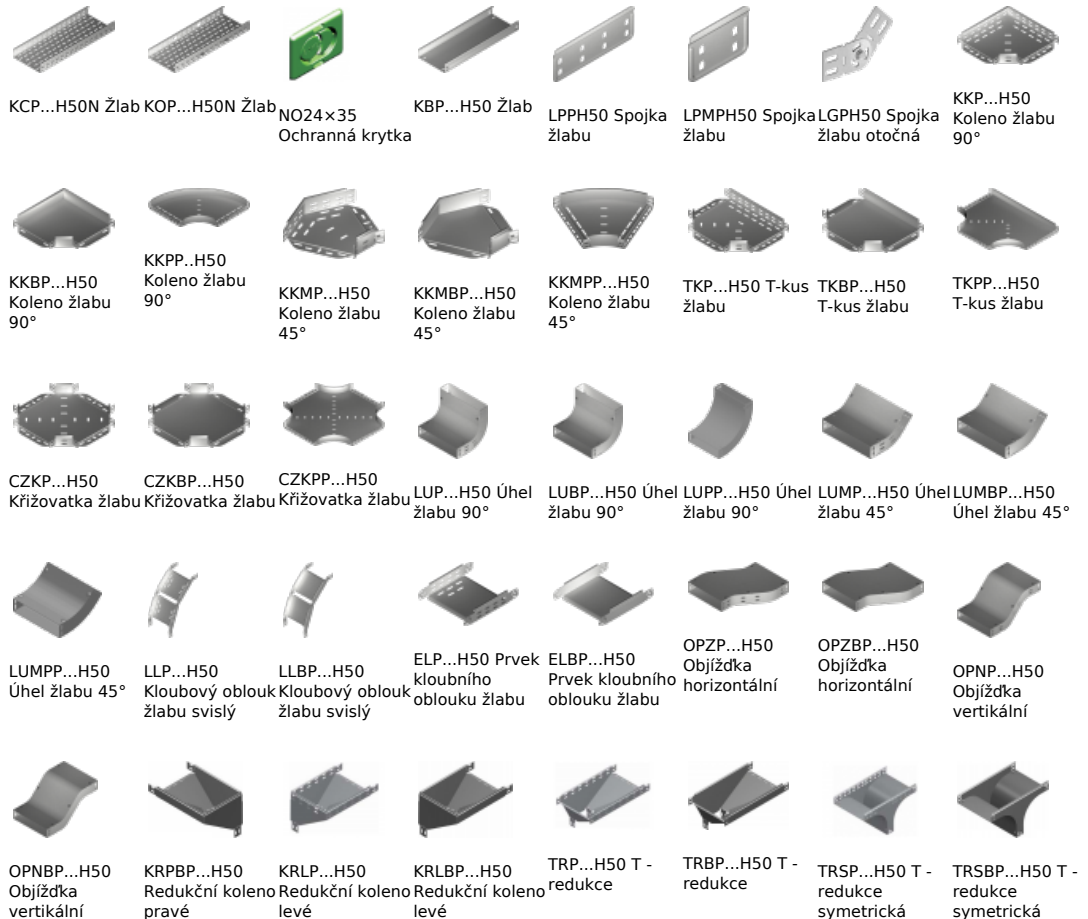 KCP...H50N Žlab
KOP...H50N Žlab
NO24×35
Ochranná krytka
KBP...H50 Žlab
LPPH50 Spojka
žlabu
LPMPH50 Spojka
žlabu
LGPH50 Spojka
žlabu otočná
KKP...H50
Koleno žlabu
90°
KKBP...H50
Koleno žlabu
90°
KKPP...H50
Koleno žlabu
90°
KKMP...H50
Koleno žlabu
45°
KKMBP...H50
Koleno žlabu
45°
KKMPP...H50
Koleno žlabu
45°
TKP...H50 T-kus
žlabu
TKBP...H50
T-kus žlabu
TKPP...H50
T-kus žlabu
CZKP...H50
Křižovatka žlabu
CZKBP...H50
Křižovatka žlabu
CZKPP...H50
Křižovatka žlabu
LUP...H50 Úhel
žlabu 90°
LUBP...H50 Úhel
žlabu 90°
LUPP...H50 Úhel
žlabu 90°
LUMP...H50 Úhel
žlabu 45°
LUMBP...H50
Úhel žlabu 45°
LUMPP...H50
Úhel žlabu 45°
LLP...H50
Kloubový oblouk
žlabu svislý
LLBP...H50
Kloubový oblouk
žlabu svislý
ELP...H50 Prvek
kloubního
oblouku žlabu
ELBP...H50
Prvek kloubního
oblouku žlabu
OPZP...H50
Objížďka
horizontální
OPZBP...H50
Objížďka
horizontální
OPNP...H50
Objížďka
vertikální
OPNBP...H50
Objížďka
vertikální
KRPBP...H50
Redukční koleno
pravé
KRLP...H50
Redukční koleno
levé
KRLBP...H50
Redukční koleno
levé
TRP...H50 T -
redukce
TRBP...H50 T -
redukce
TRSP...H50 T -
redukce
symetrická
TRSBP...H50 T -
redukce
symetrická